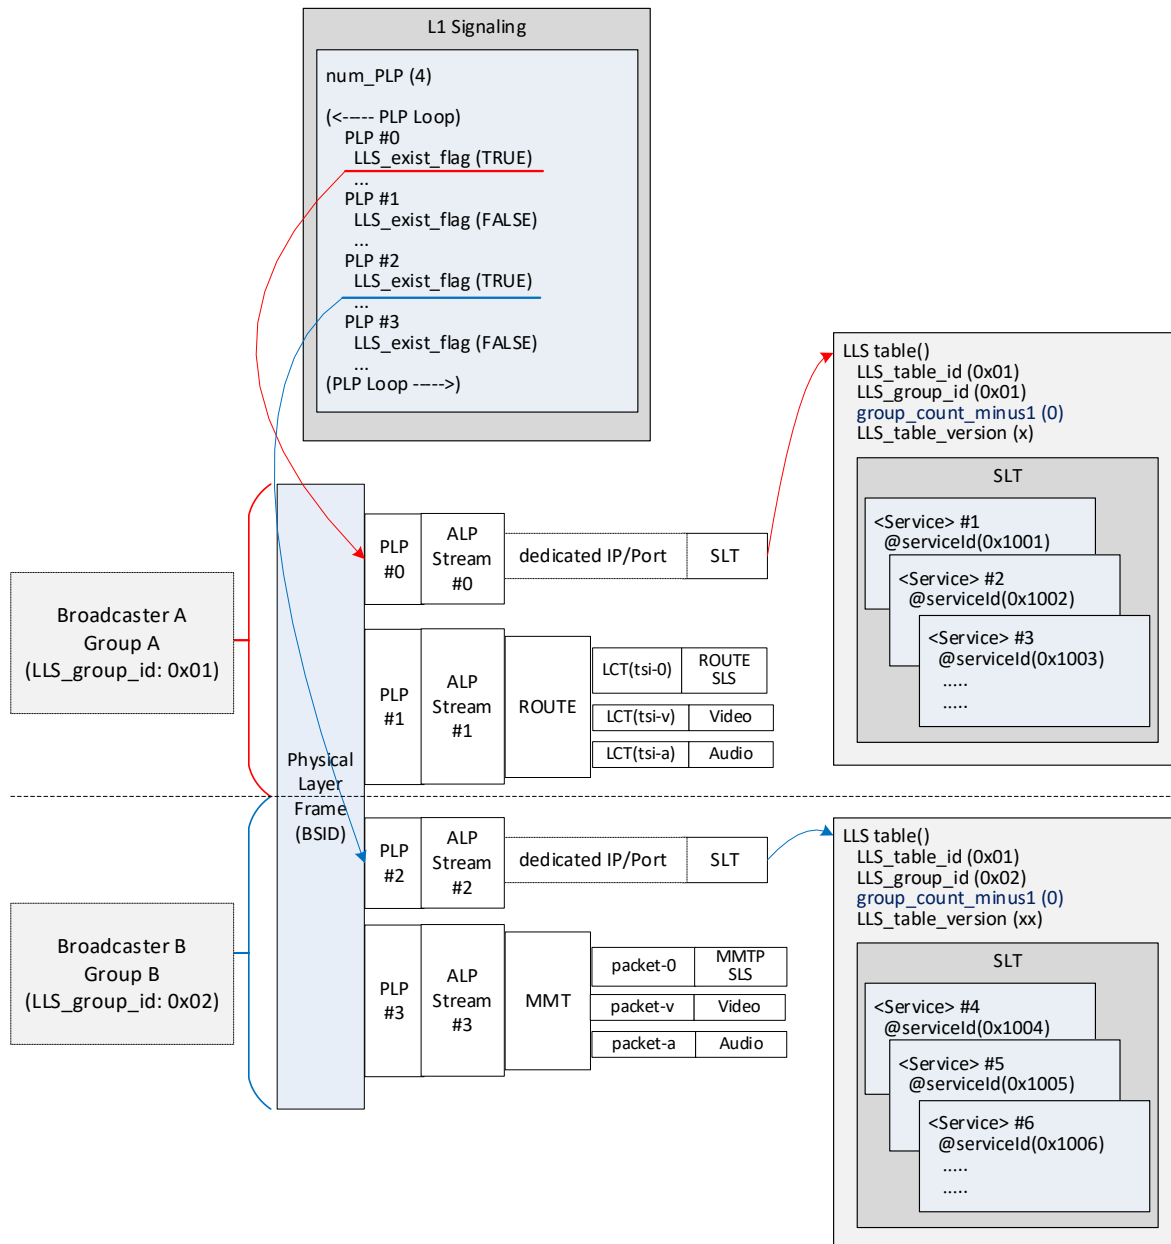 L1 Signaling
num_PLP (4)
(<----- PLP Loop)
PLP #0
LLS_exist_flag (TRUE)
...
PLP #1
LLS_exist_flag (FALSE)
...
PLP #2
LLS_exist_flag (TRUE)
...
PLP #3
LLS_exist_flag (FALSE)
...
(PLP Loop ----->)
LLS table()
LLS_table_id (0x01)
LLS_group_id (0x01)
group_count_minus1 (0)
LLS_table_version (x)
SLT
<Service> #1
@serviceId(0x1001)
<Service> #2
@serviceId(0x1002)
<Service> #3
@serviceId(0x1003)
.....
.....
Broadcaster A
Group A
(LLS_group_id: 0x01)
Physical
Layer
Frame
(BSID)
PLP
#0
ALP
Stream
#0
dedicated IP/Port
SLT
PLP
#1
ALP
Stream
#1
ROUTE
LCT(tsi-0)
ROUTE
SLS
LCT(tsi-v)
Video
LCT(tsi-a)
Audio
Broadcaster B
Group B
(LLS_group_id: 0x02)
PLP
#2
ALP
Stream
#2
dedicated IP/Port
SLT
PLP
#3
ALP
Stream
#3
MMT
packet-0
MMTP
SLS
packet-v
Video
packet-a
Audio
LLS table()
LLS_table_id (0x01)
LLS_group_id (0x02)
group_count_minus1 (0)
LLS_table_version (xx)
SLT
<Service> #4
@serviceId(0x1004)
<Service> #5
@serviceId(0x1005)
<Service> #6
@serviceId(0x1006)
.....
.....